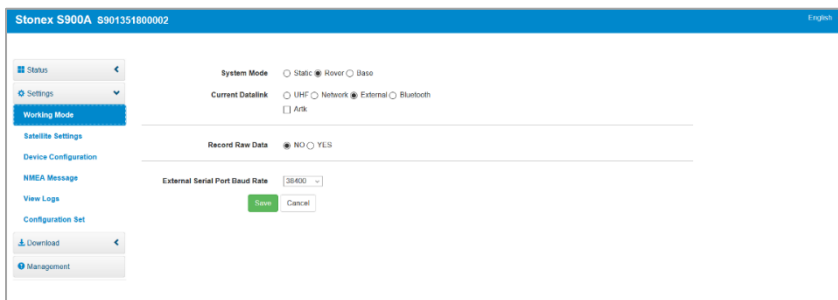 Stonex S900A S901351800002
English
Status
Settings
Working Mode
Satellite Settings
Device Configuration
NMEA Message
View Logs
Configuration Set
Download
Management
System Mode Static Rover Base
Current Datalink UHF Network External Bluetooth
Artk
Record Raw Data NO YES
External Serial Port Baud Rate 38400
Save Cancel